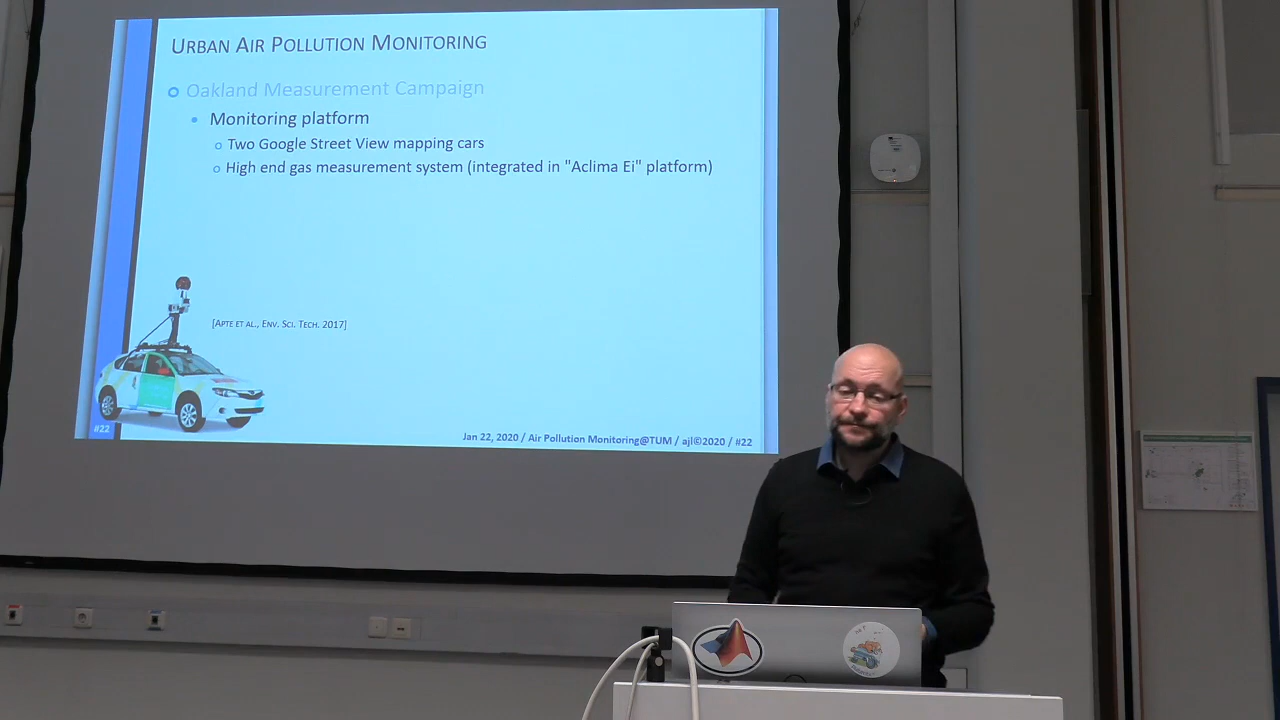 URBAN AIR POLLUTION MONITORING
Oakland Measurement Campaign
Monitoring platform
Two Google Street View mapping cars
High end gas measurement system (integrated in "Aclima Ei" platform)
[APTE ET AL., ENV. SCI. TECH. 2017]
#22
Jan 22, 2020 / Air Pollution Monitoring@TUM / ajl©2020 / #22